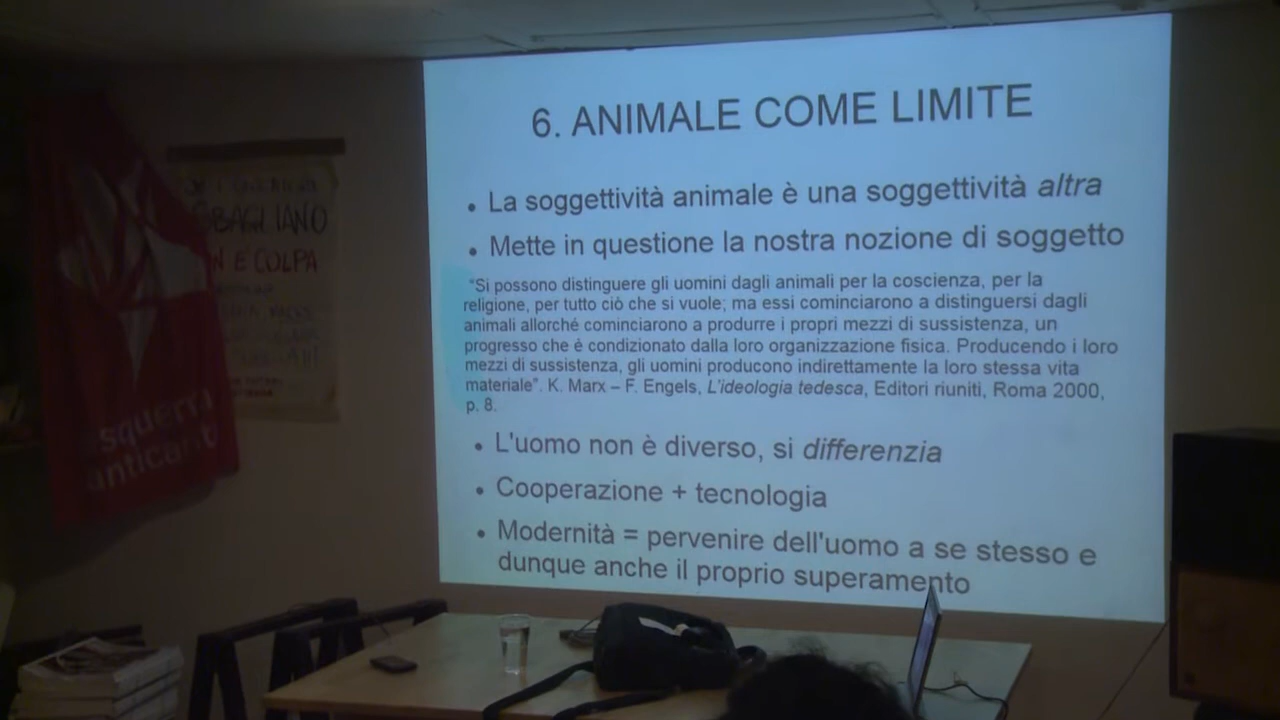 6. ANIMALE COME LIMITE
• La soggettività animale è una soggettività altra
• Mette in questione la nostra nozione di soggetto
“Si possono distinguere gli uomini dagli animali per la coscienza, per la
religione, per tutto ciò che si vuole; ma essi cominciarono a distinguersi dagli
animali allorché cominciarono a produrre i propri mezzi di sussistenza, un
progresso che è condizionato dalla loro organizzazione fisica. Producendo i loro
mezzi di sussistenza, gli uomini producono indirettamente la loro stessa vita
materiale”. K. Marx – F. Engels, L'ideologia tedesca, Editori riuniti, Roma 2000,
p. 8.
• L'uomo non è diverso, si differenzia
• Cooperazione + tecnologia
• Modernità = pervenire dell'uomo a se stesso e
dunque anche il proprio superamento
SBAGLIANO
È COLPA